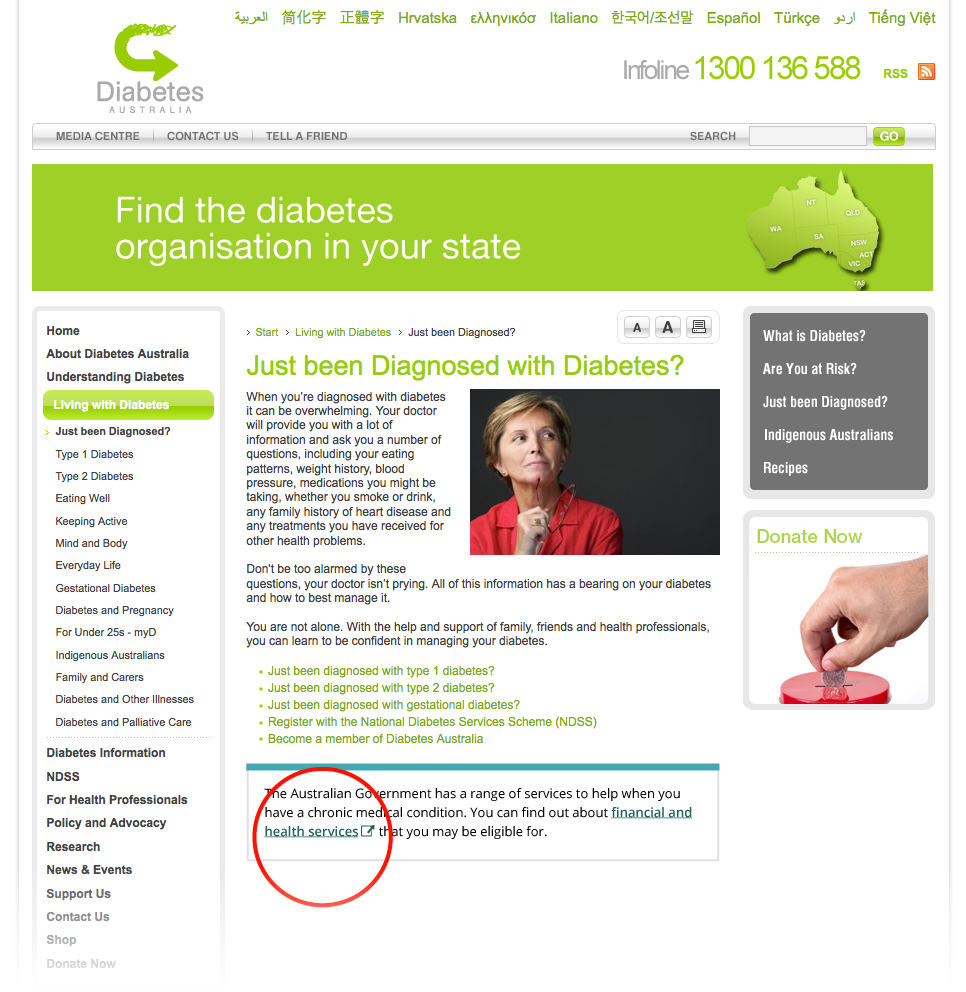 العربية 简化字 正體字 Hrvatska ελληνικόσ Italiano 한국어/조선말 Español Türkçe اردو Tiếng Việt
Diabetes
AUSTRALIA
Infoline 1300 136 588 RSS
MEDIA CENTRE CONTACT US TELL A FRIEND SEARCH GO
Find the diabetes
organisation in your state
NT
QLD
WA
SA
NSW
ACT
VIC
TAS
Home
About Diabetes Australia
Understanding Diabetes
Living with Diabetes
Just been Diagnosed?
Type 1 Diabetes
Type 2 Diabetes
Eating Well
Keeping Active
Mind and Body
Everyday Life
Gestational Diabetes
Diabetes and Pregnancy
For Under 25s - myD
Indigenous Australians
Family and Carers
Diabetes and Other Illnesses
Diabetes and Palliative Care
Diabetes Information
NDSS
For Health Professionals
Policy and Advocacy
Research
News & Events
Support Us
Contact Us
Shop
Donate Now
› Start › Living with Diabetes › Just been Diagnosed?
A A
Just been Diagnosed with Diabetes?
When you're diagnosed with diabetes
it can be overwhelming. Your doctor
will provide you with a lot of
information and ask you a number of
questions, including your eating
patterns, weight history, blood
pressure, medications you might be
taking, whether you smoke or drink,
any family history of heart disease and
any treatments you have received for
other health problems.
Don't be too alarmed by these
questions, your doctor isn't prying. All of this information has a bearing on your diabetes
and how to best manage it.
You are not alone. With the help and support of family, friends and health professionals,
you can learn to be confident in managing your diabetes.
Just been diagnosed with type 1 diabetes?
Just been diagnosed with type 2 diabetes?
Just been diagnosed with gestational diabetes?
Register with the National Diabetes Services Scheme (NDSS)
Become a member of Diabetes Australia
The Australian Government has a range of services to help when you
have a chronic medical condition. You can find out about financial and
health services that you may be eligible for.
What is Diabetes?
Are You at Risk?
Just been Diagnosed?
Indigenous Australians
Recipes
Donate Now